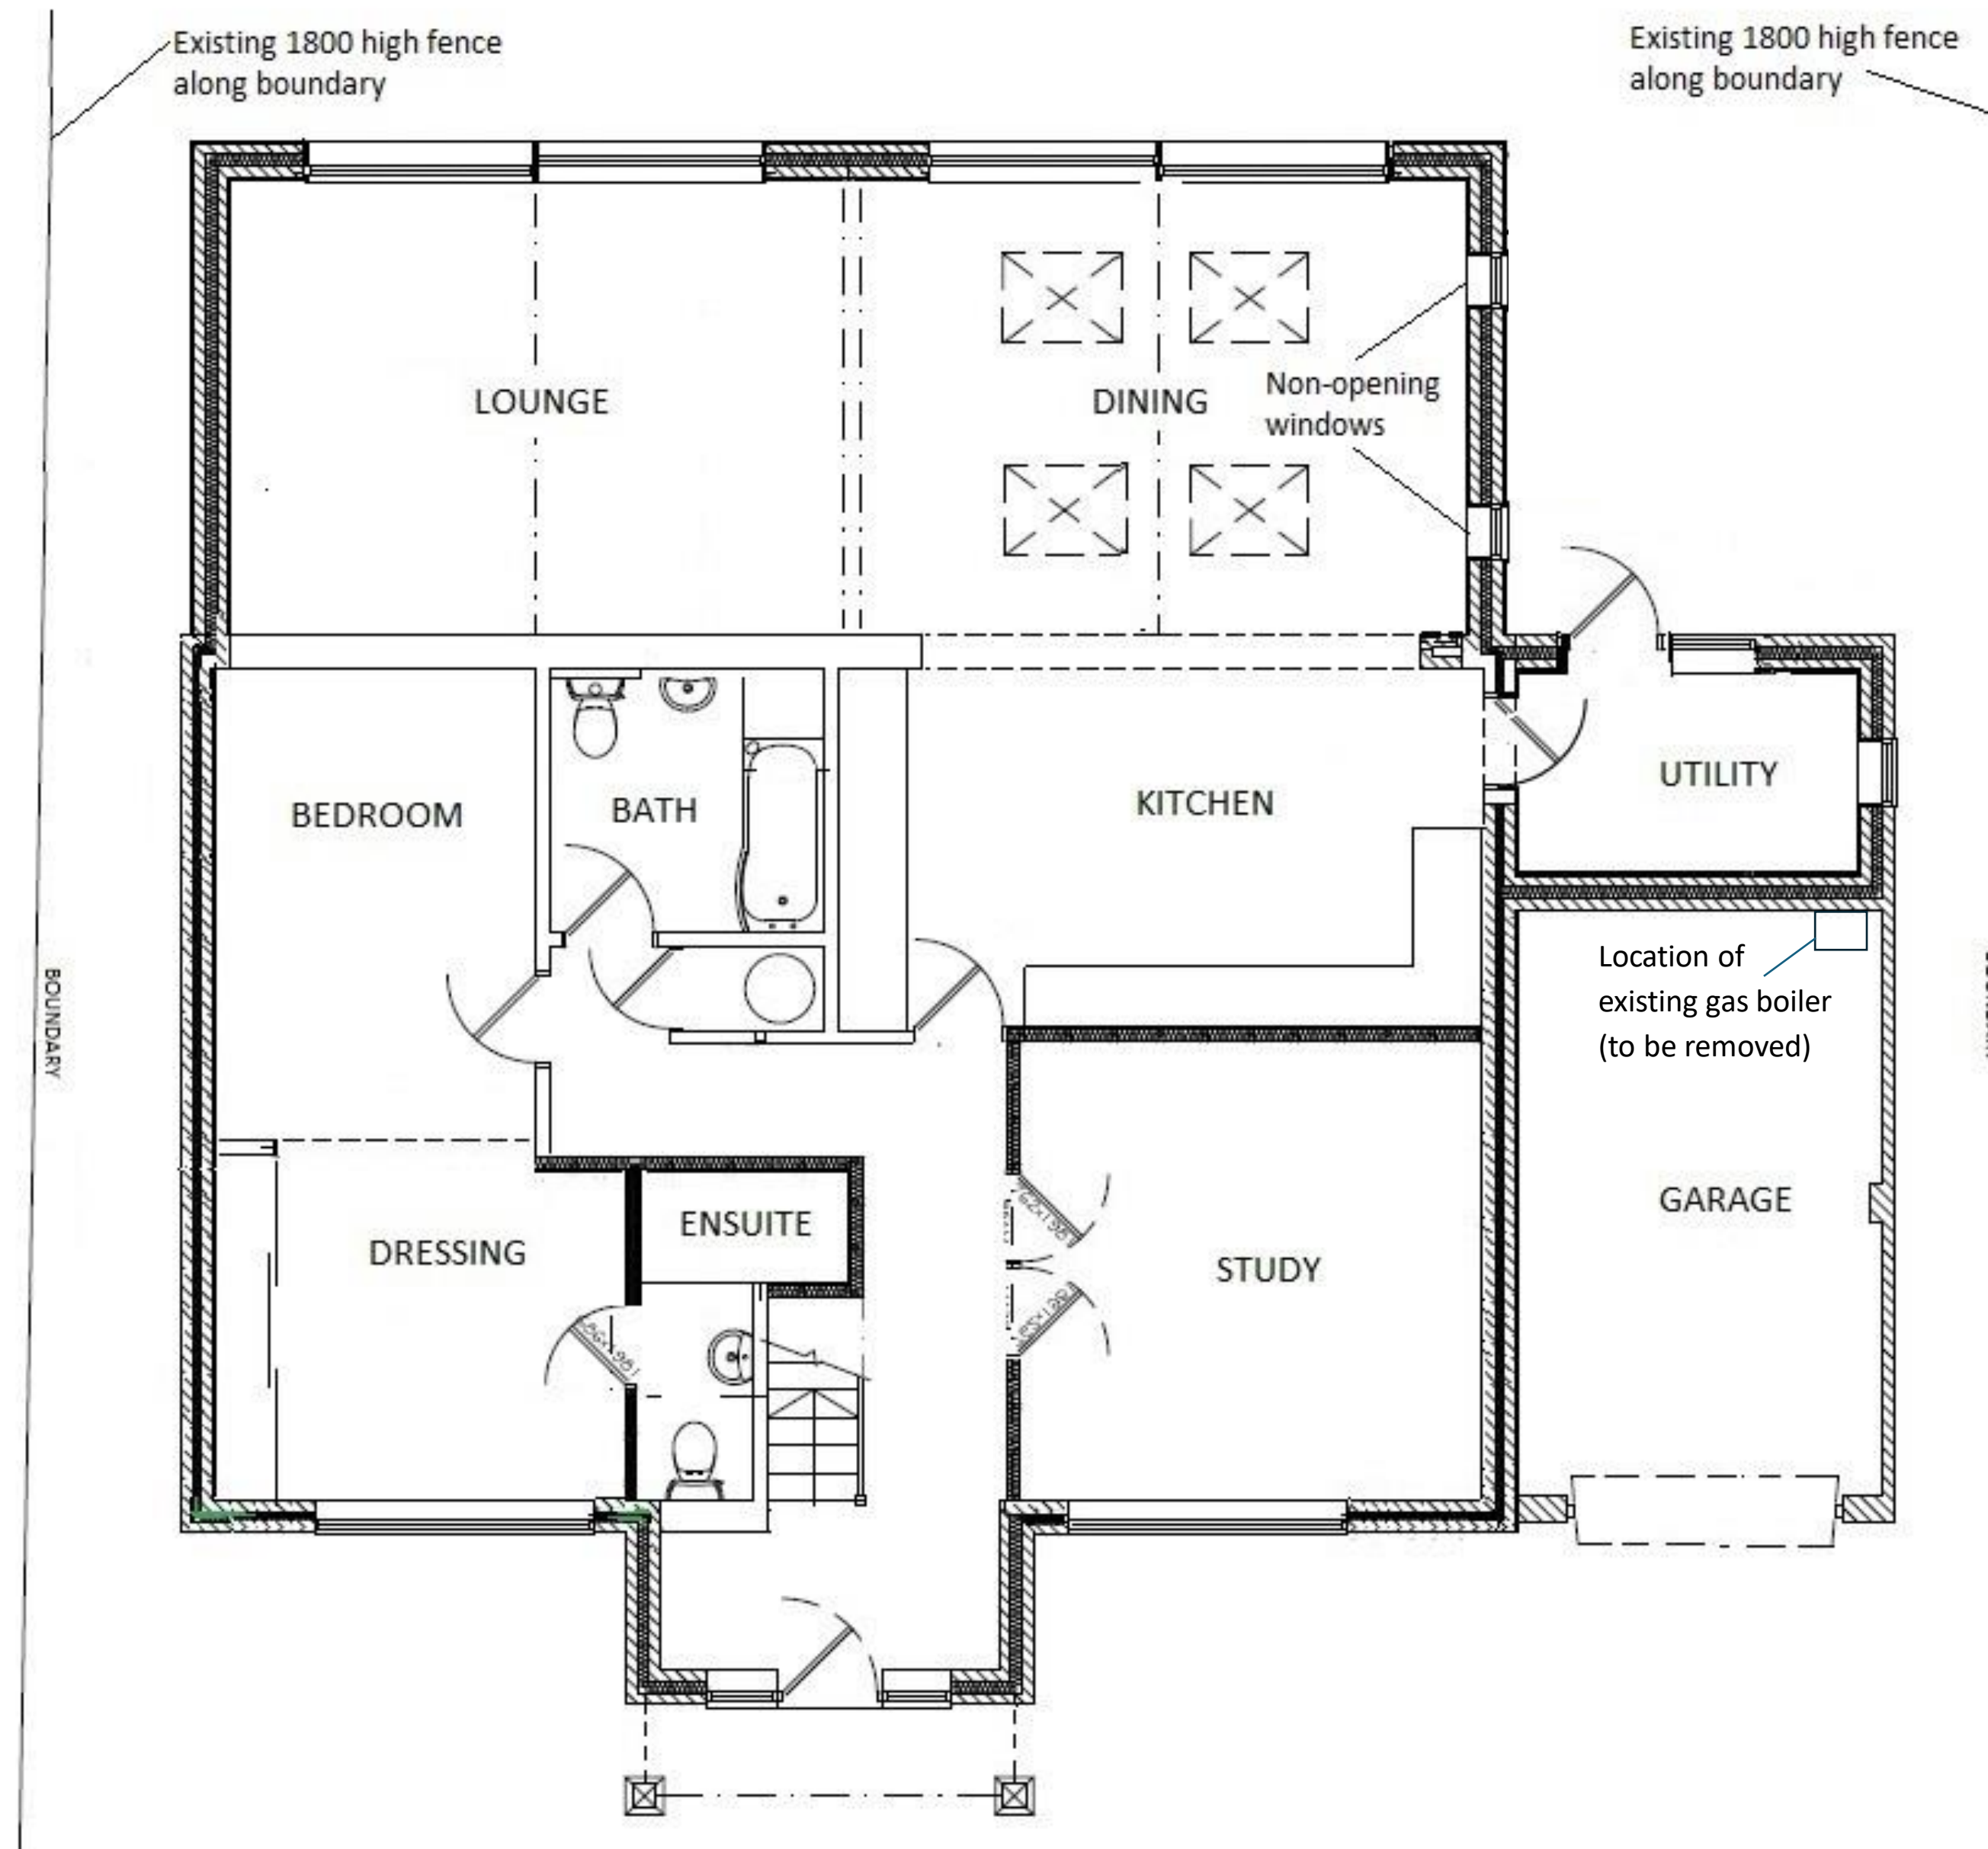 Existing 1800 high fence
along boundary
Existing 1800 high fence
along boundary
LOUNGE
DINING
Non-opening
windows
BEDROOM
BATH
KITCHEN
UTILITY
BOUNDARY
Location of
existing gas boiler
(to be removed)
ENSUITE
GARAGE
DRESSING
STUDY